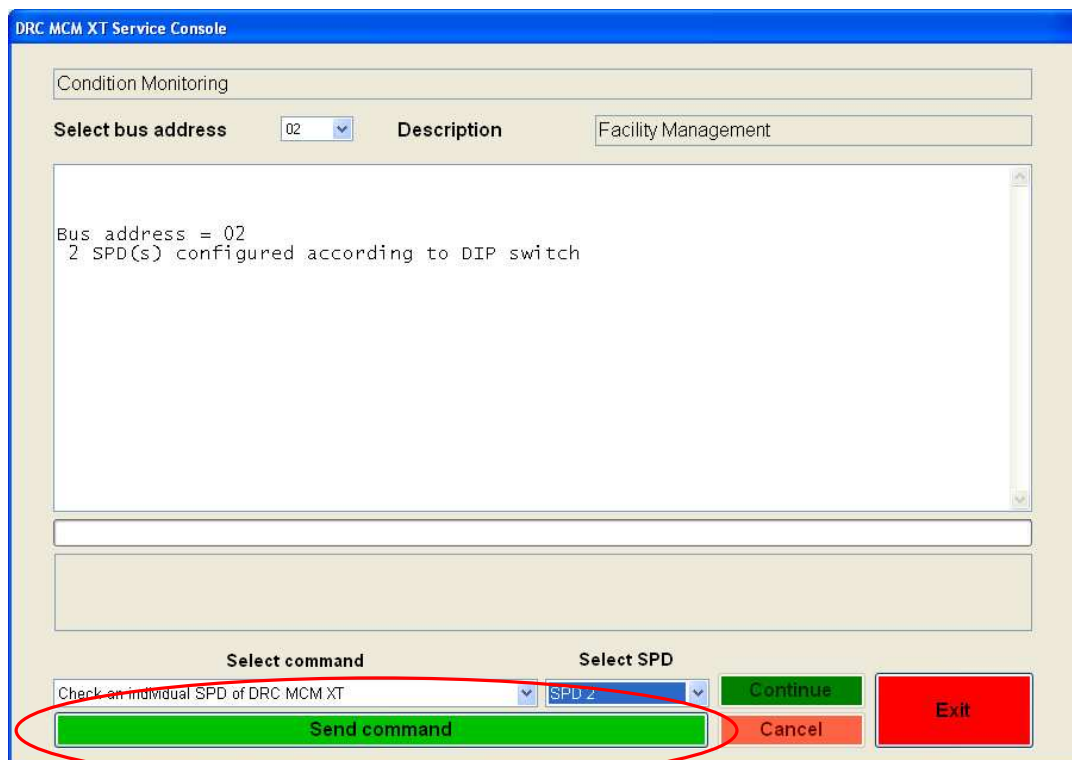 DRC MCM XT Service Console
Condition Monitoring
Select bus address 02 Description Facility Management
Bus address = 02
2 SPD(s) configured according to DIP switch
Select command Select SPD
Check an individual SPD of DRC MCM XT SPD 2 Continue
Exit
Send command Cancel